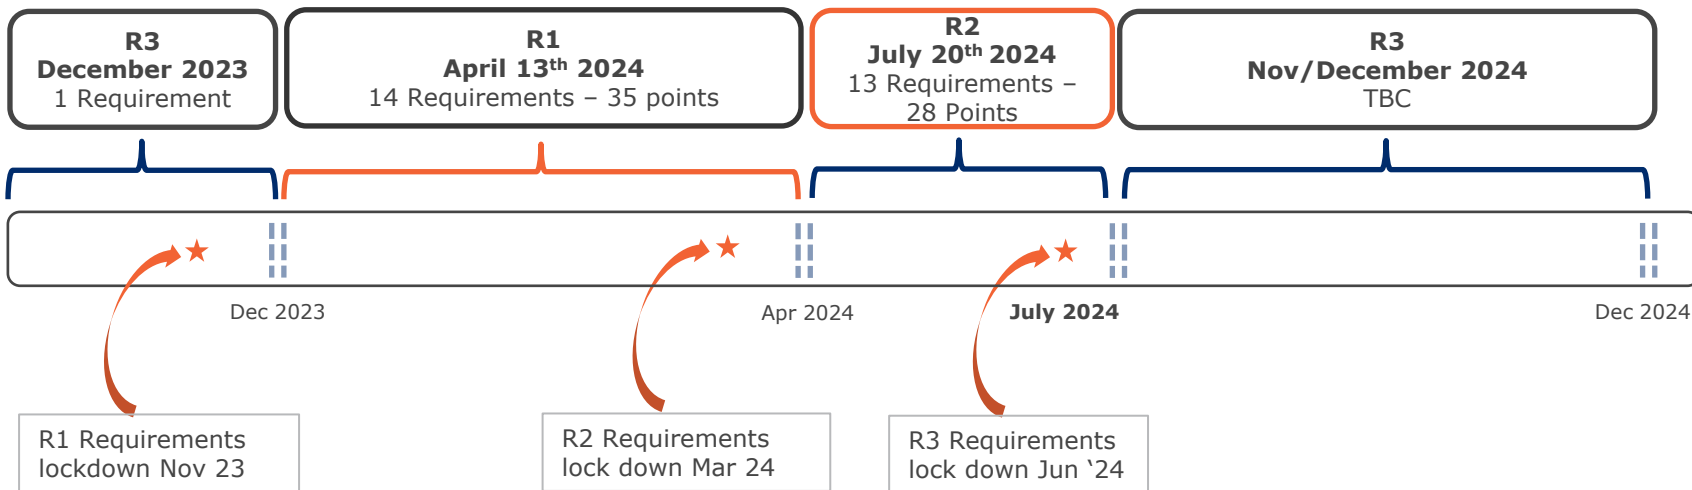 R3
December 2023
1 Requirement
R1
April 13th 2024
14 Requirements – 35 points
R2
July 20th 2024
13 Requirements –
28 Points
R3
Nov/December 2024
TBC
Dec 2023
Apr 2024
July 2024
Dec 2024
R1 Requirements
lockdown Nov 23
R2 Requirements
lock down Mar 24
R3 Requirements
lock down Jun ‘24